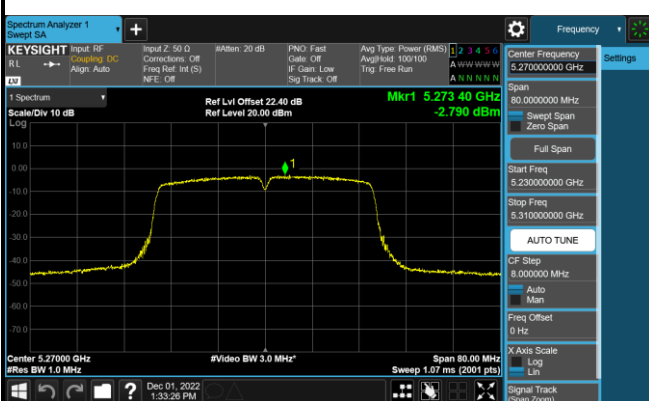 Spectrum Analyzer 1
Swept SA
+
Frequency
KEYSIGHT
RL
LXI
Input: RF
Coupling: DC
Align: Auto
Input Z: 50 Ω
Corrections: Off
Freq Ref: Int (S)
NFE: Off
#Atten: 20 dB
PNO: Fast
Gate: Off
IF Gain: Low
Sig Track: Off
Avg Type: Power (RMS)
Avg|Hold: 100/100
Trig: Free Run
1 2 3 4 5 6
A W W W W W
A N N N N N
1 Spectrum
Scale/Div 10 dB
Log
Ref Lvl Offset 22.40 dB
Ref Level 20.00 dBm
Mkr1 5.273 40 GHz
-2.790 dBm
10.0
0.00
-10.0
-20.0
-30.0
-40.0
-50.0
-60.0
-70.0
1
Center 5.27000 GHz
#Res BW 1.0 MHz
#Video BW 3.0 MHz*
Span 80.00 MHz
Sweep 1.07 ms (2001 pts)
Dec 01, 2022
1:33:26 PM
?
Center Frequency
5.270000000 GHz
Settings
Span
80.0000000 MHz
Swept Span
Zero Span
Full Span
Start Freq
5.230000000 GHz
Stop Freq
5.310000000 GHz
AUTO TUNE
CF Step
8.000000 MHz
Auto
Man
Freq Offset
0 Hz
X Axis Scale
Log
Lin
Signal Track
(Span Zoom)